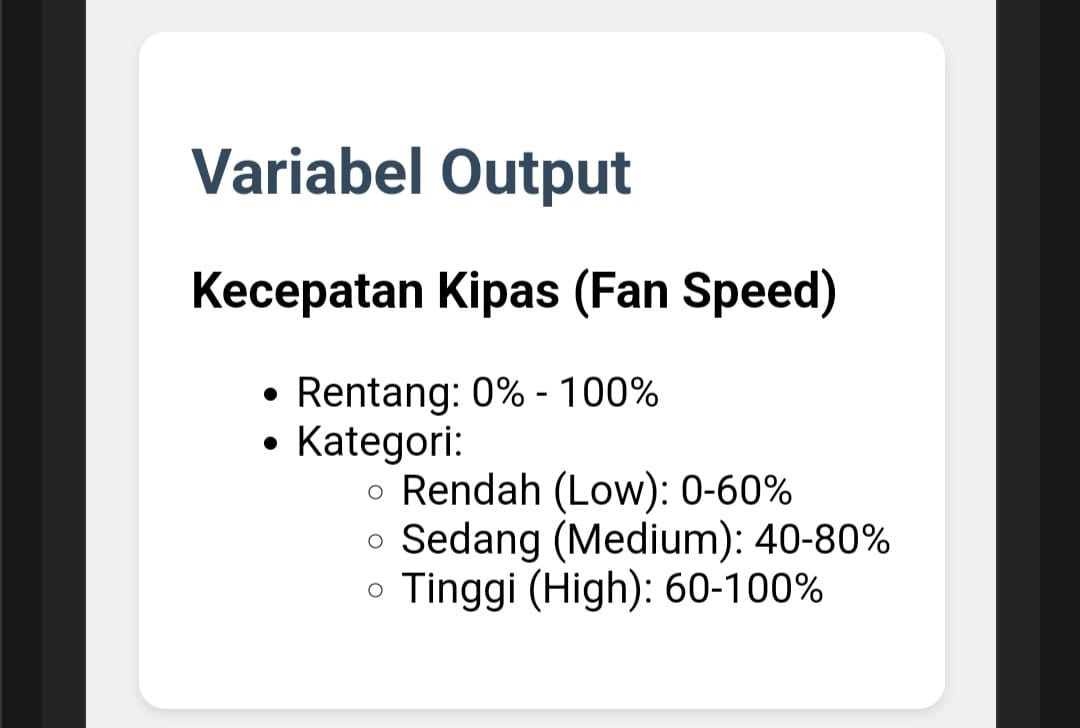 Variabel Output
Kecepatan Kipas (Fan Speed)
• Rentang: 0% - 100%
• Kategori:
○ Rendah (Low): 0-60%
○ Sedang (Medium): 40-80%
○ Tinggi (High): 60-100%